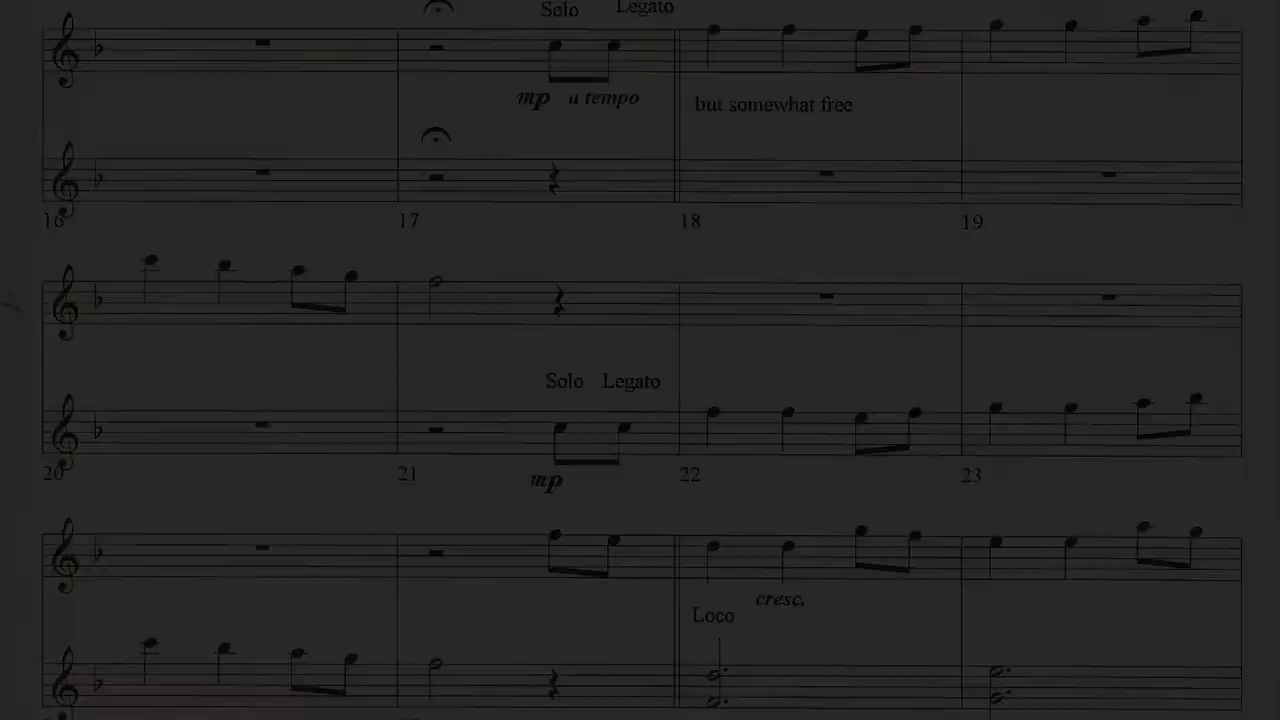 Solo Legato
mp a tempo
but somewhat free
16 17 18 19
Solo Legato
20 21 22 23
mp
cresc.
Loco